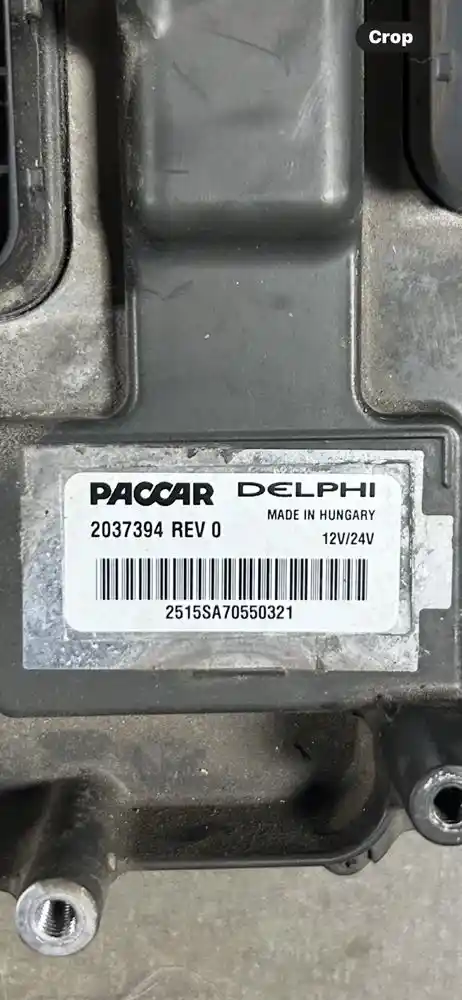 Crop
PACCAR DELPHI
MADE IN HUNGARY
2037394 REV 0
12V/24V
2515SA70550321